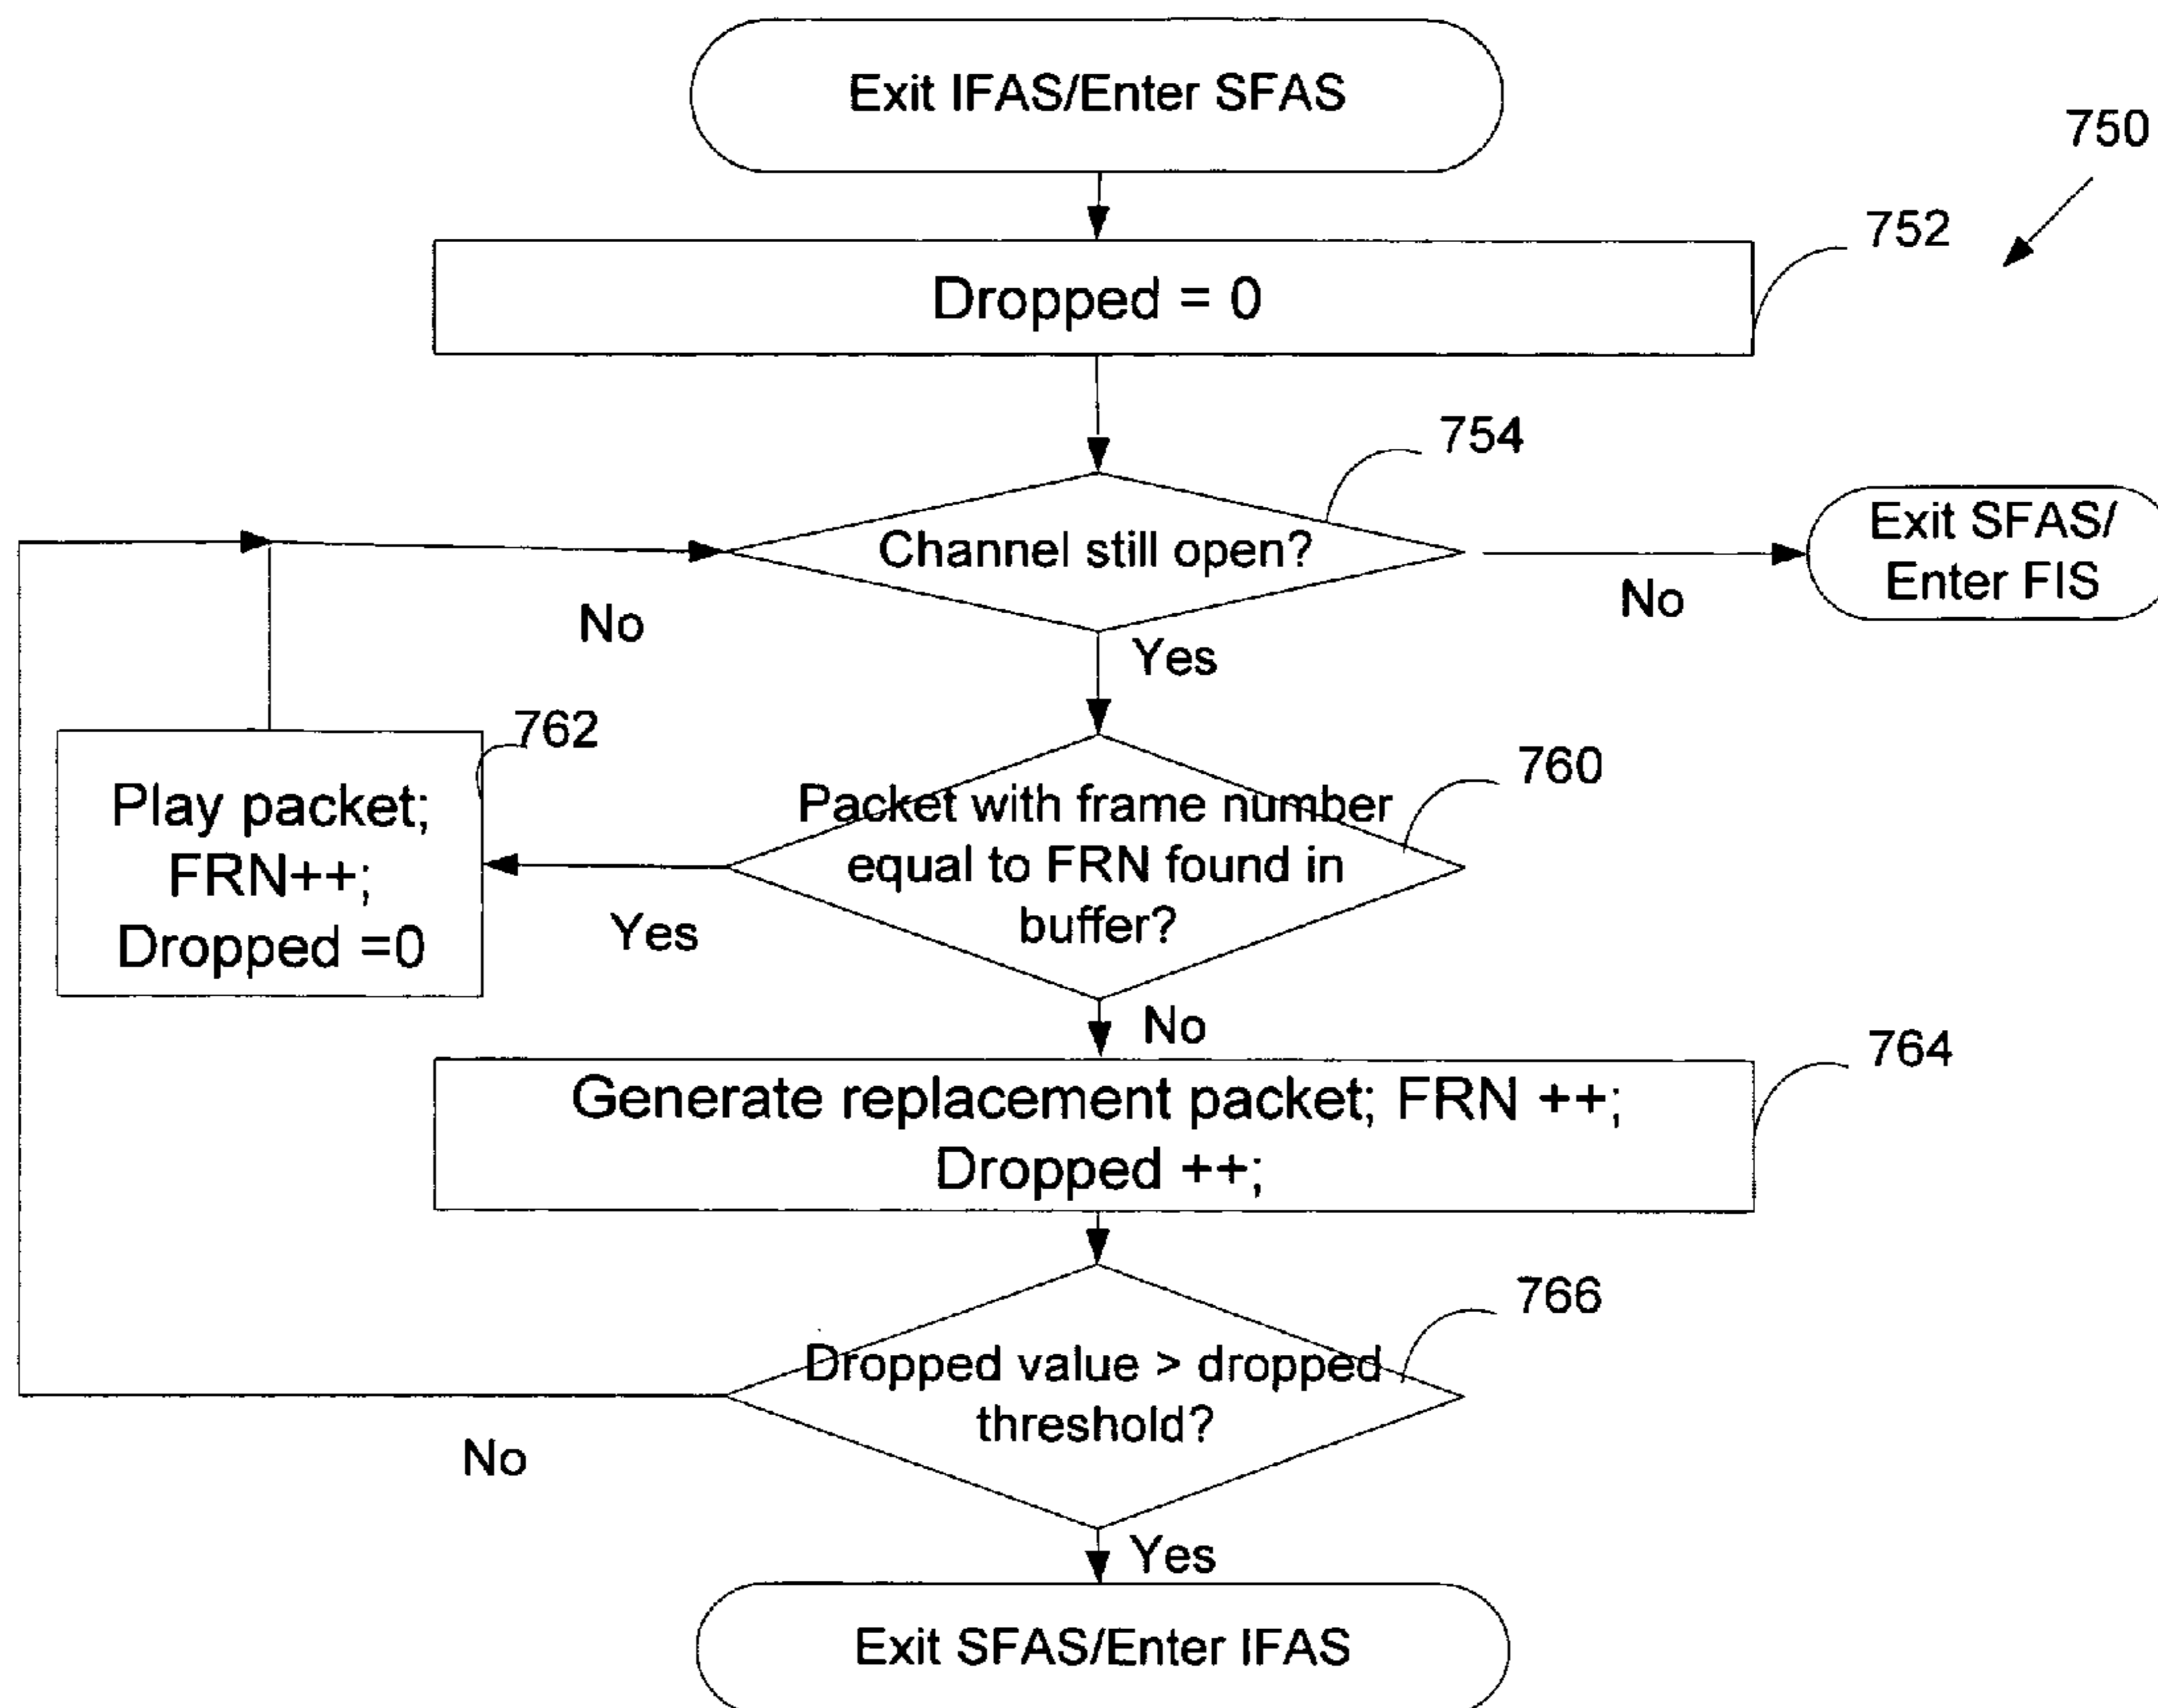 Exit IFAS/Enter SFAS
750
752
Dropped = 0
754
Channel still open?
Exit SFAS/
Enter FIS
No
No
Yes
762
760
Play packet;
FRN++;
Dropped =0
Packet with frame number
equal to FRN found in
buffer?
Yes
No
764
Generate replacement packet; FRN ++;
Dropped ++;
766
Dropped value > dropped
threshold?
No
Yes
Exit SFAS/Enter IFAS